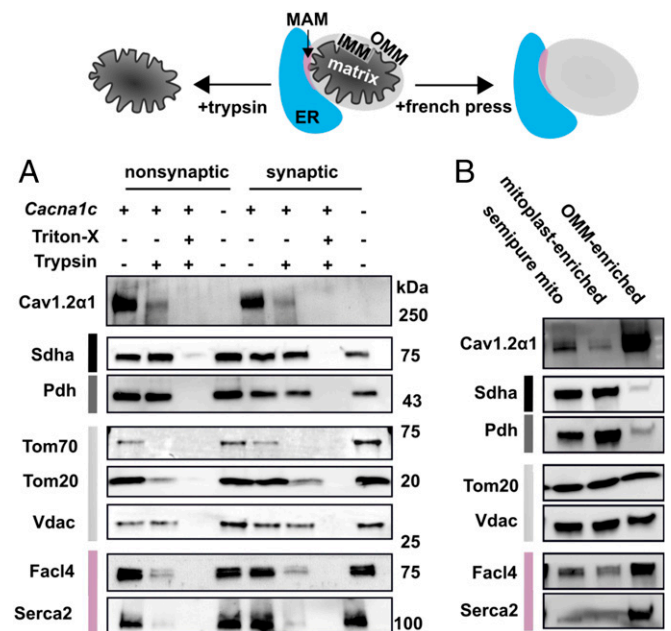 MAM
IMM
OMM
matrix
+trypsin
+french press
ER
A
nonsynaptic synaptic
Cacna1c + + + - + + + -
Triton-X - - + - - - + -
Trypsin - + + - - + + -
Cav1.2α1 kDa
250
Sdha 75
Pdh 43
Tom70 75
Tom20 20
Vdac 25
Facl4 75
Serca2 100
B
semipure mito
mitoplast-enriched
OMM-enriched
Cav1.2α1
Sdha
Pdh
Tom20
Vdac
Facl4
Serca2